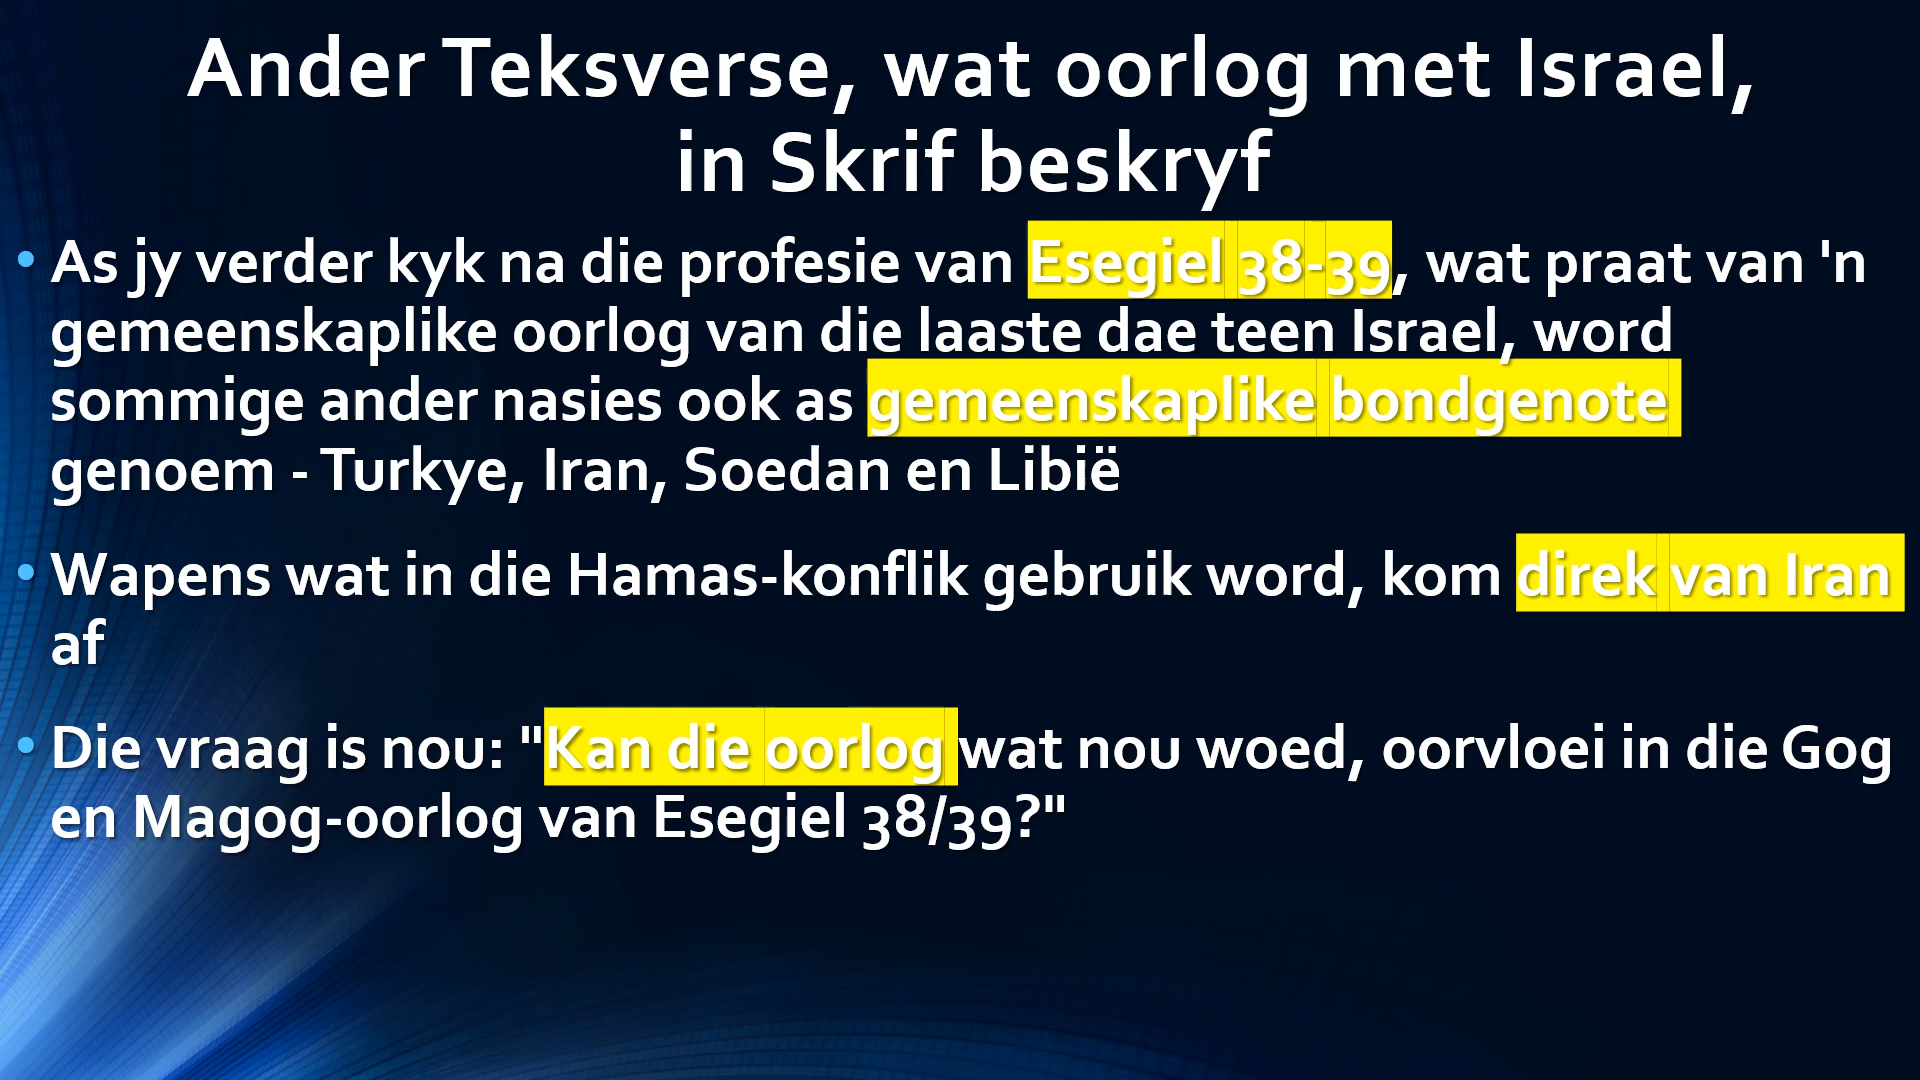 Ander Teksverse, wat oorlog met Israel,
in Skrif beskryf
• As jy verder kyk na die profesie van Esegiel 38-39, wat praat van 'n
gemeenskaplike oorlog van die laaste dae teen Israel, word
sommige ander nasies ook as gemeenskaplike bondgenote
genoem - Turkye, Iran, Soedan en Libië
• Wapens wat in die Hamas-konflik gebruik word, kom direk van Iran
af
• Die vraag is nou: "Kan die oorlog wat nou woed, oorvloei in die Gog
en Magog-oorlog van Esegiel 38/39?"